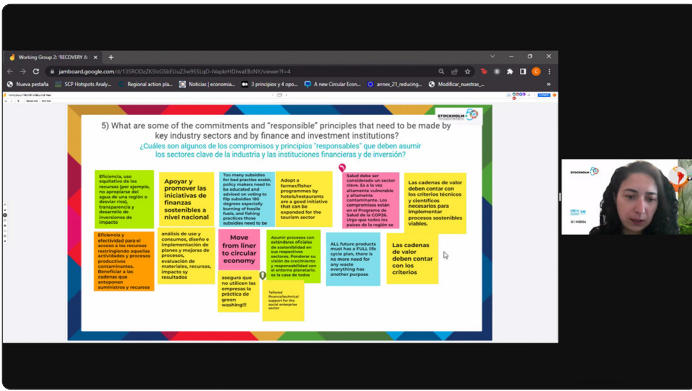 Working Group 2: 'RECOVERY &
jamboard.google.com
Nueva pestaña
SCP Hotspots Analy...
Regional action pla...
Noticias | economia...
3 principios y 4 opo...
A new Circular Econ...
annex_21_reducing...
Modificar_nuestras_...
STOCKHOLM
5) What are some of the commitments and "responsible" principles that need to be made by
key industry sectors and by finance and investment institutions?
¿Cuáles son algunos de los compromisos y principios "responsables" que deben asumir
los sectores clave de la industria y las instituciones financieras y de inversión?
Eficiencia, uso
equitativo de los
recursos (por ejemplo,
no apropiarse del
agua de una región o
desviar ríos),
transparencia y
desarrollo de
inversiones de
impacto
Apoyar y
promover las
iniciativas de
finanzas
sostenibles a
nivel nacional
Too many subsidies
for bad practise exsist,
policy makers need to
be educated and
advised on voting to
flip subsidies 180
degrees especially
burning of fossile
fuels, and fishing
practices those
subsidies need to be
Adopt a
farmer/fisher
programmes by
hotels/restaurants
are a good initiative
that can be
suspended for the
tourism sector
Salud debe ser
considerada un sector
clave. Es a la vez
altamente vulnerable
y altamente
contaminante. Los
compromisos están
en el Programa de
Salud de la COP26.
Urgo que todos los
países de la región se
Las cadenas de valor
deben contar con
los criterios técnicos
y científicos
necesarios para
implementar
procesos sostenibles
viables.
Eficiencia y
efectividad para el
acceso a los recursos
restringiendo aquellas
actividades y procesos
productivos
contaminantes.
Beneficiar a las
cadenas que
antepongan
suministros y recursos
análisis de uso y
consumos, diseño e
implementación de
planes y mejoras de
procesos,
evaluación de
materiales, recursos,
impacto sy
resultados
Move
from liner
to circular
economy
Asumir procesos con
estándares oficiales
de sostenibilidad en
sus respectivos
sectores. Ponderar su
visión de crecimiento
y responsabilidad con
el entorno planetario.
es la casa de todos
ALL future products
must has a FULL life
cycle plan, there is
no more need for
any waste
everything has
another purpose
Las cadenas
de valor
deben contar
con los
criterios
asegura que
no utilicen las
empresas la
práctica de
green
washing!!!
Tailored
finance/technical
support for the
social enterprise
sector